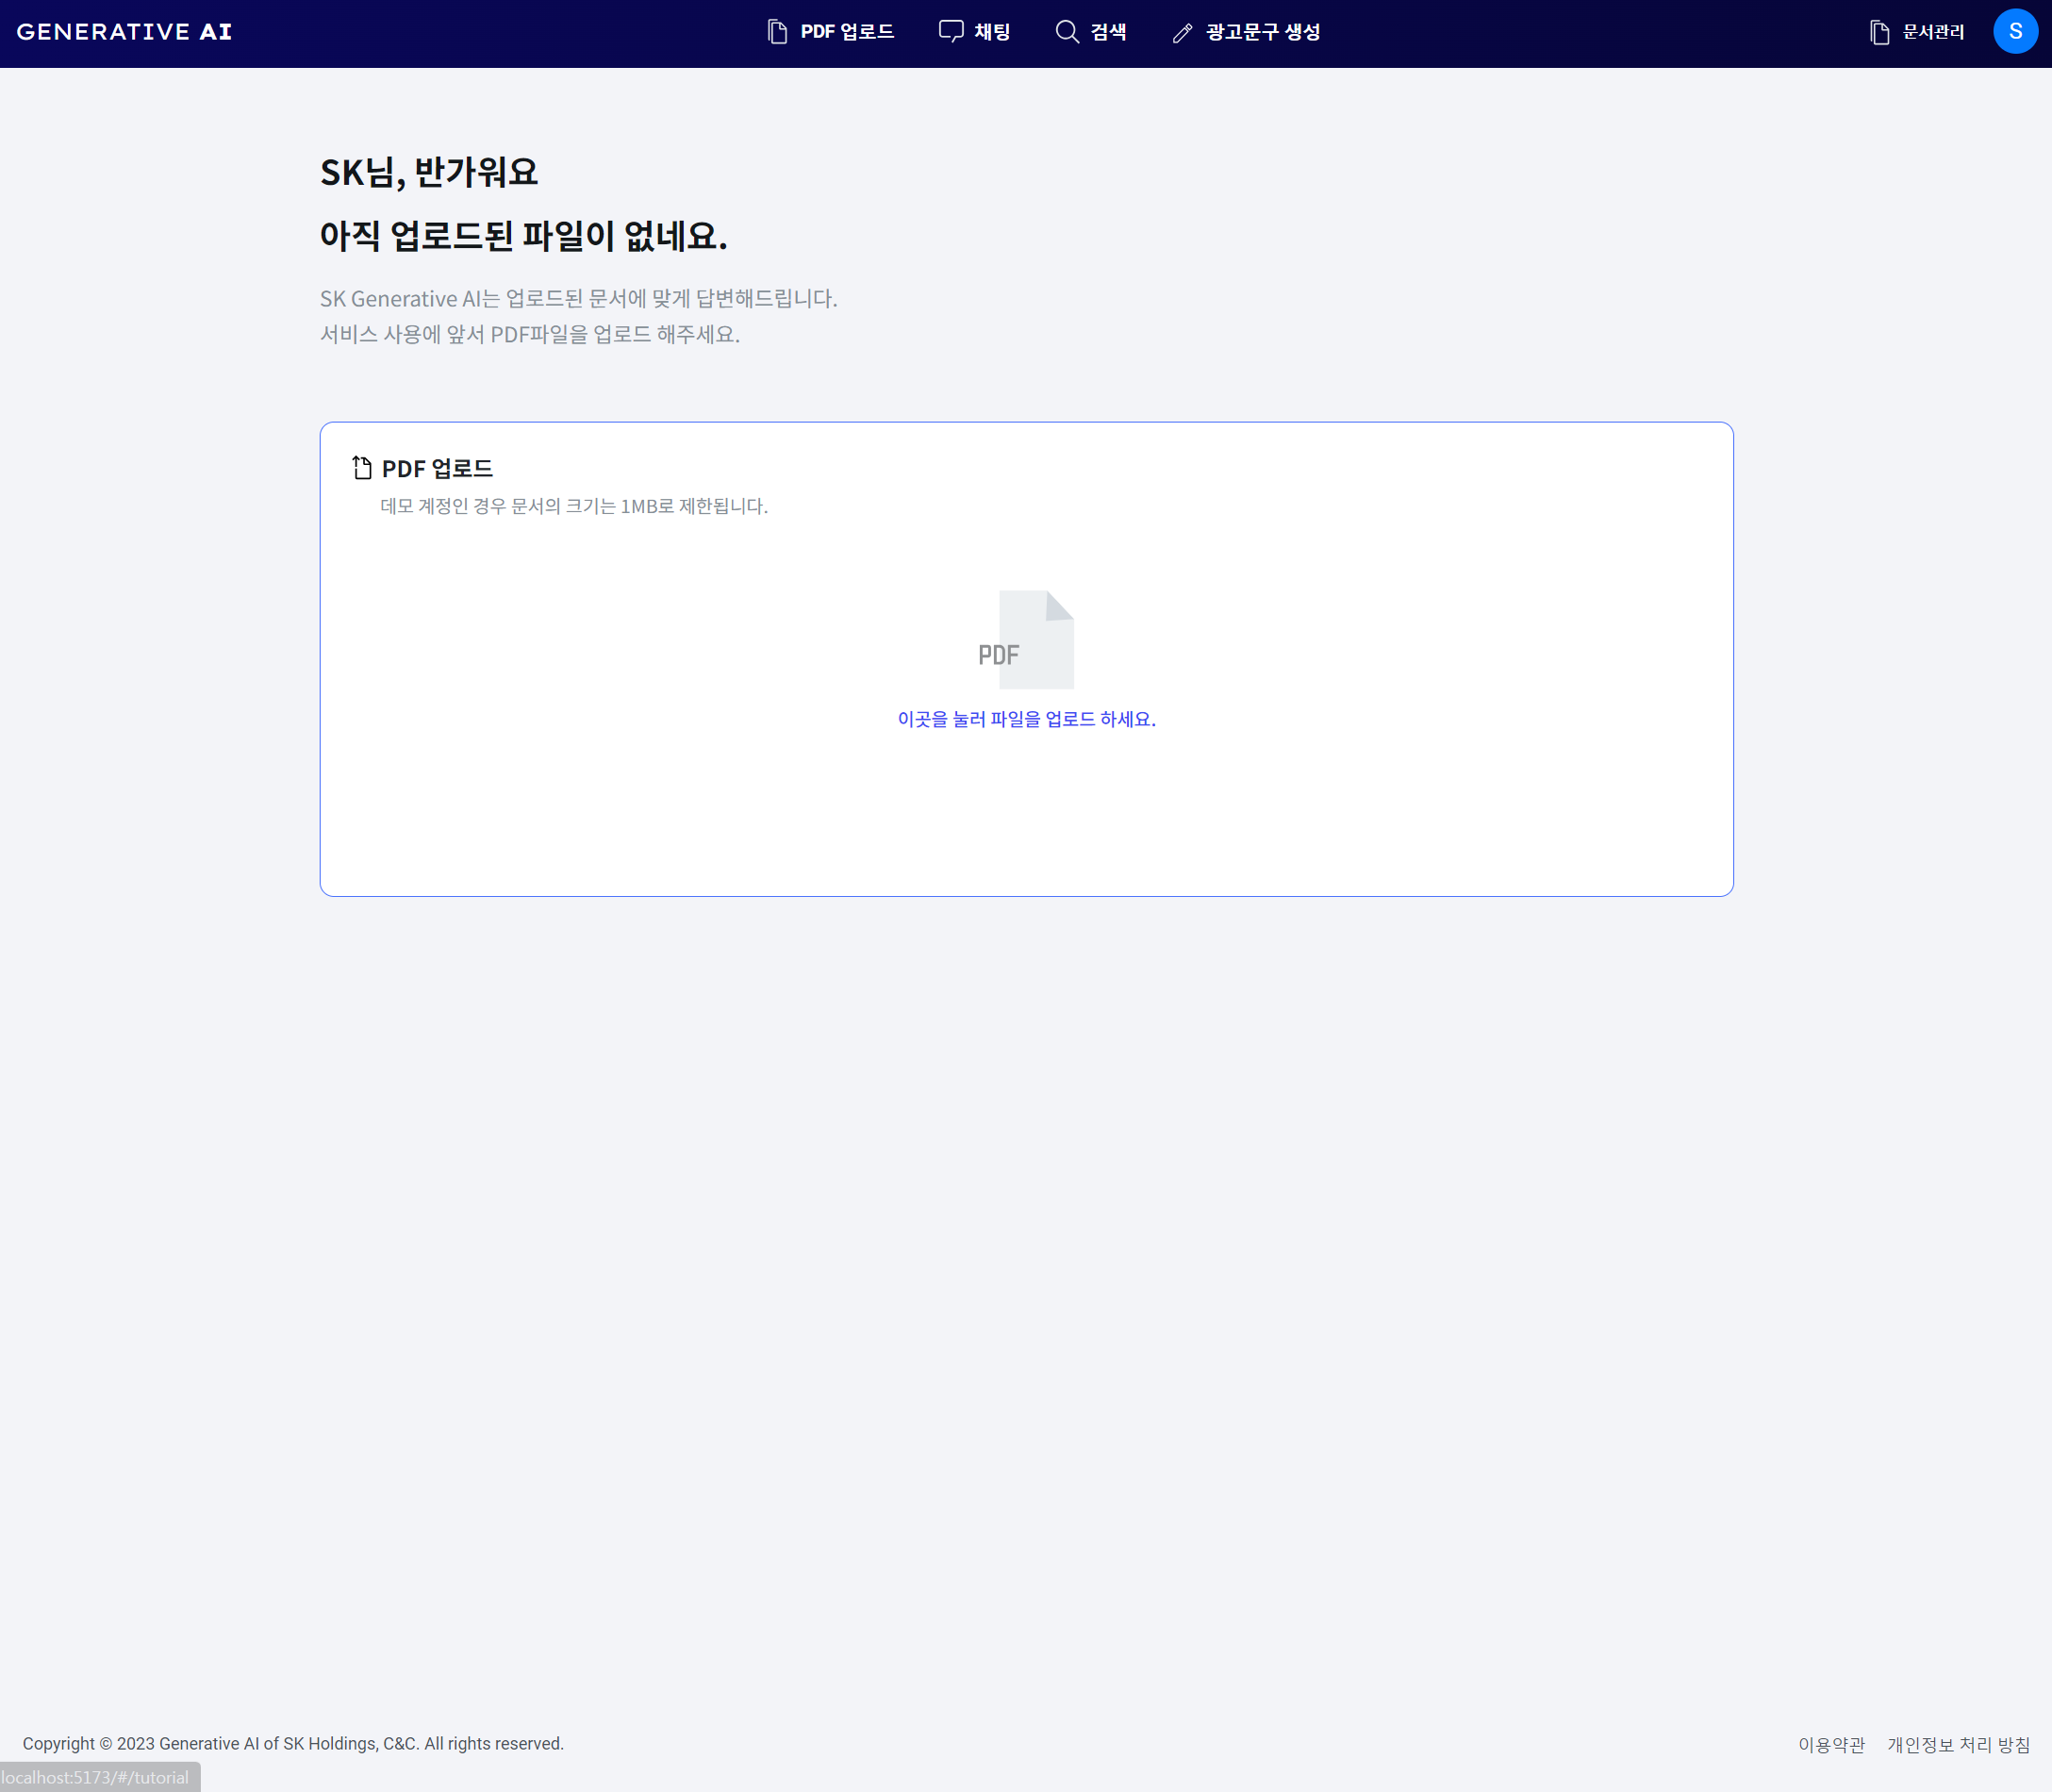 GENERATIVE AI
PDF 업로드
채팅
검색
광고문구 생성
문서관리
S
SK님, 반가워요
아직 업로드된 파일이 없네요.
SK Generative AI는 업로드된 문서에 맞게 답변해드립니다.
서비스 사용에 앞서 PDF파일을 업로드 해주세요.
PDF 업로드
데모 계정인 경우 문서의 크기는 1MB로 제한됩니다.
PDF
이곳을 눌러 파일을 업로드 하세요.
Copyright © 2023 Generative AI of SK Holdings, C&C. All rights reserved.
이용약관
개인정보 처리 방침
localhost:5173/#/tutorial